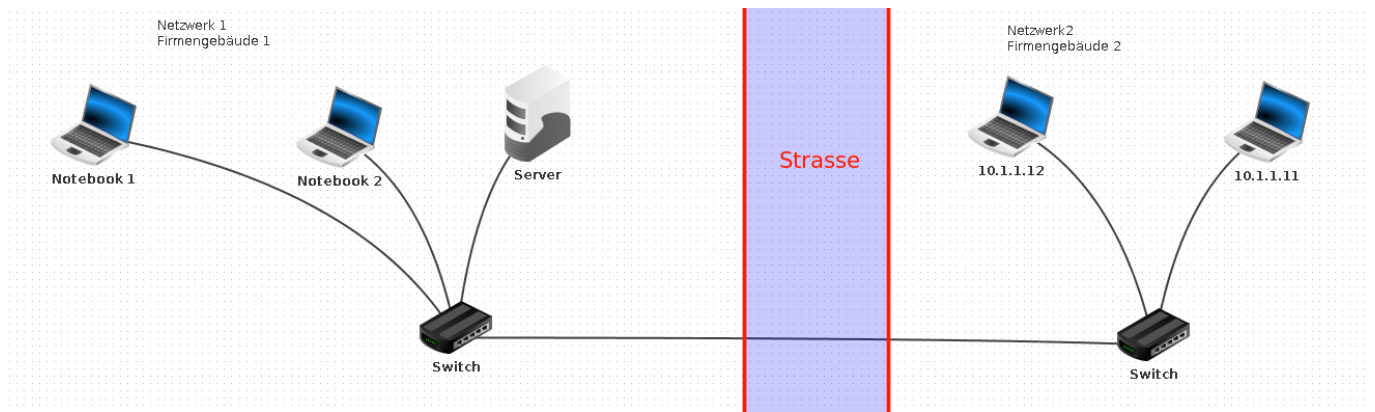 Netzwerk 1
Firmengebäude 1
Netzwerk2
Firmengebäude 2
Notebook 1
Notebook 2
Server
Strasse
10.1.1.12
10.1.1.11
Switch
Switch